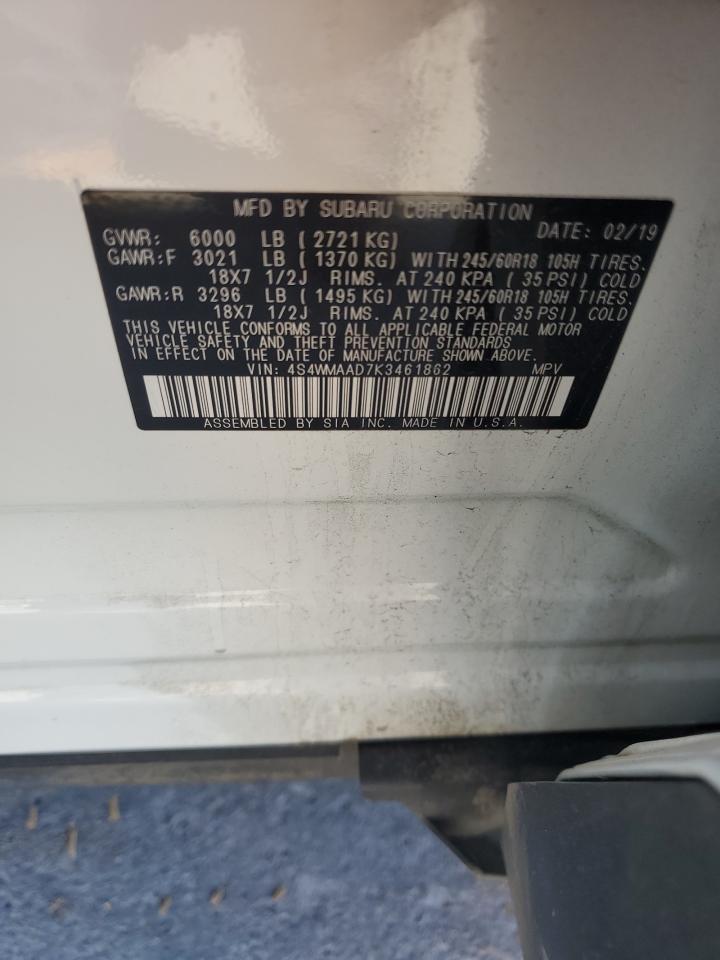 MFD BY SUBARU CORPORATION
GVWR: 6000 LB ( 2721 KG) DATE: 02/19
GAWR:F 3021 LB ( 1370 KG) WITH 245/60R18 105H TIRES.
18X7 1/2J RIMS. AT 240 KPA ( 35 PSI) COLD
GAWR:R 3296 LB ( 1495 KG) WITH 245/60R18 105H TIRES.
18X7 1/2J RIMS. AT 240 KPA ( 35 PSI) COLD
THIS VEHICLE CONFORMS TO ALL APPLICABLE FEDERAL MOTOR
VEHICLE SAFETY AND THEFT PREVENTION STANDARDS
IN EFFECT ON THE DATE OF MANUFACTURE SHOWN ABOVE.
VIN: 4S4WMAAD7K3461862 MPV
ASSEMBLED BY SIA INC. MADE IN U.S.A.